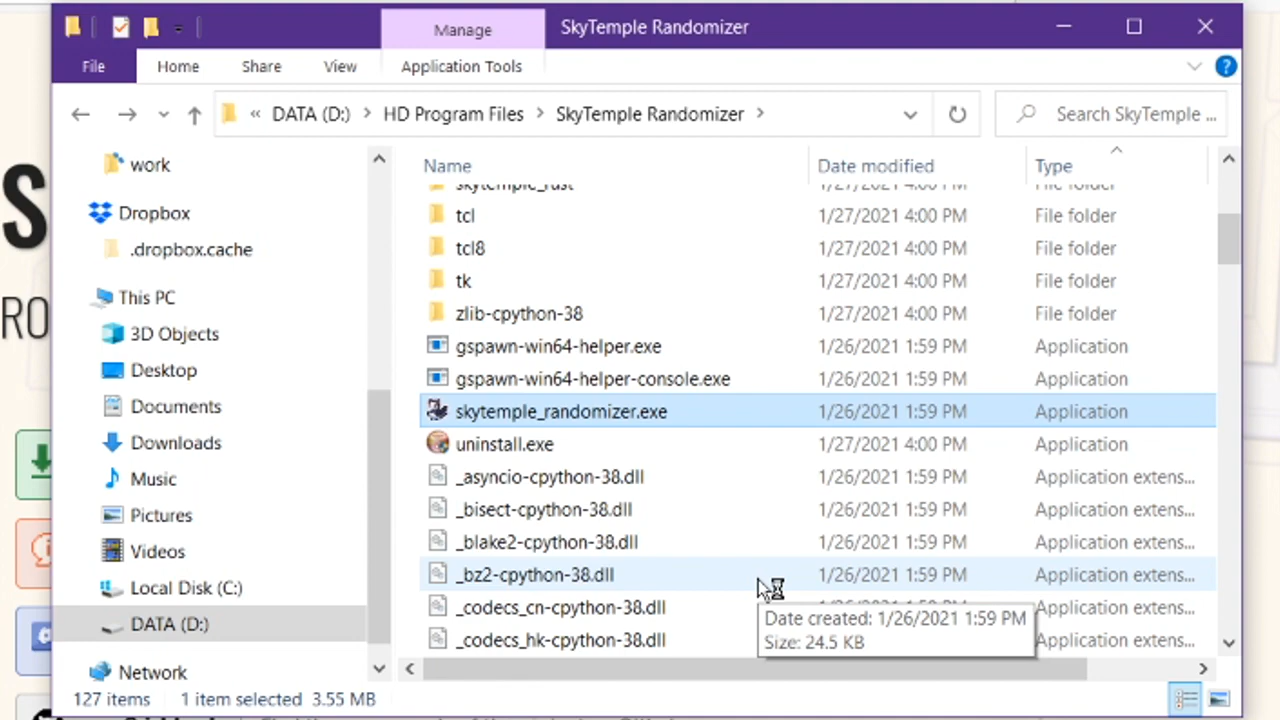 Manage
SkyTemple Randomizer
File
Home
Share
View
Application Tools
« DATA (D:) > HD Program Files > SkyTemple Randomizer >
Search SkyTemple ...
work
Dropbox
.dropbox.cache
This PC
3D Objects
Desktop
Documents
Downloads
Music
Pictures
Videos
Local Disk (C:)
DATA (D:)
Network
Name Date modified Type
skytemple_rust 1/27/2021 4:00 PM File folder
tcl 1/27/2021 4:00 PM File folder
tcl8 1/27/2021 4:00 PM File folder
tk 1/27/2021 4:00 PM File folder
zlib-cpython-38 1/27/2021 4:00 PM File folder
gspawn-win64-helper.exe 1/26/2021 1:59 PM Application
gspawn-win64-helper-console.exe 1/26/2021 1:59 PM Application
skytemple_randomizer.exe 1/26/2021 1:59 PM Application
uninstall.exe 1/27/2021 4:00 PM Application
_asyncio-cpython-38.dll 1/26/2021 1:59 PM Application extens...
_bisect-cpython-38.dll 1/26/2021 1:59 PM Application extens...
_blake2-cpython-38.dll 1/26/2021 1:59 PM Application extens...
_bz2-cpython-38.dll 1/26/2021 1:59 PM Application extens...
_codecs_cn-cpython-38.dll Application extens...
_codecs_hk-cpython-38.dll Application extens...
Date created: 1/26/2021 1:59 PM
Size: 24.5 KB
127 items 1 item selected 3.55 MB
S
RO